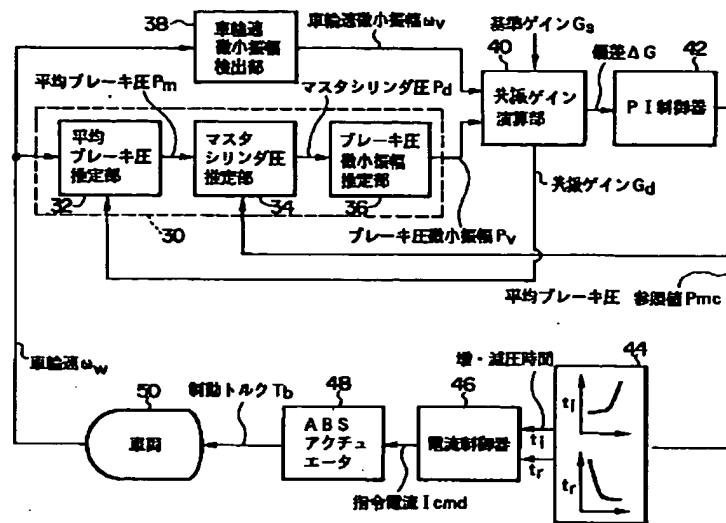 38
車輪速
微小振幅
検出部
車輪速微小振幅ωv
基準ゲインGs
40
共振ゲイン
演算部
偏差ΔG
42
PI制御器
平均ブレーキ圧Pm
マスタシリンダ圧Pd
平均
ブレーキ圧
推定部
32
マスタ
シリンダ圧
推定部
34
ブレーキ圧
微小振幅
推定部
36
30
共振ゲインGd
ブレーキ圧微小振幅Pv
平均ブレーキ圧 参照値Pmc
車輪速ωw
50
車両
制動トルクTb
48
ABS
アクチュ
エータ
指令電流Icmd
46
電流制御器
増・減圧時間
ti
tr
44
ti
tr